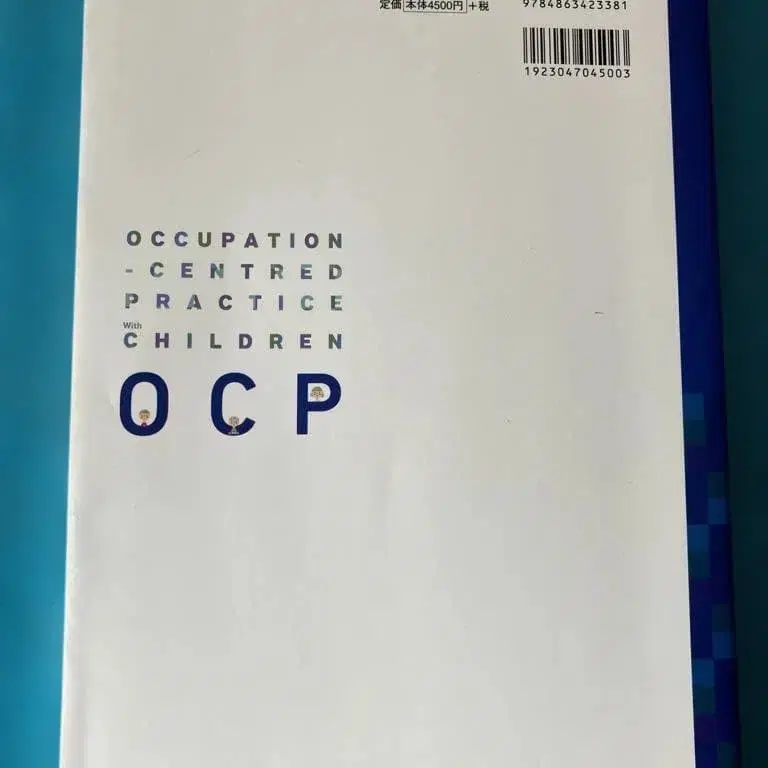 定価 本体4500円 +税
9784863423381
1923047045003
OCCUPATION
-CENTRED
PRACTICE
With
CHILDREN
OCP